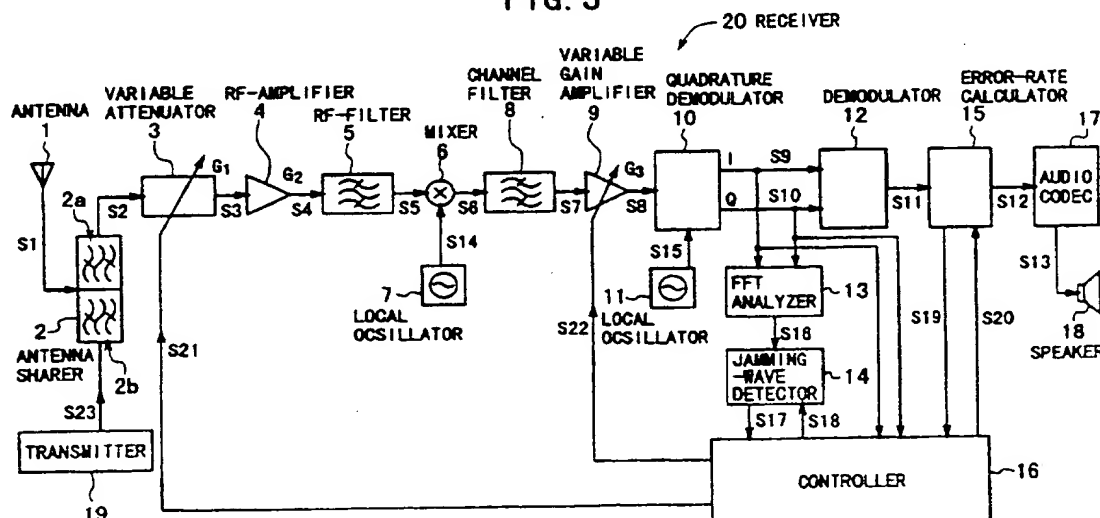 FIG. 3
20 RECEIVER
ANTENNA
1
VARIABLE
ATTENUATOR
3
RF-AMPLIFIER
4
RF-FILTER
5
MIXER
6
CHANNEL
FILTER
8
VARIABLE
GAIN
AMPLIFIER
9
QUADRATURE
DEMODULATOR
10
DEMODULATOR
12
ERROR-RATE
CALCULATOR
15
17
AUDIO
CODEC
G1
G2
G3
S1
2a
S2
S3
S4
S5
S6
S7
S8
I
S9
Q
S10
S11
S12
S13
S14
S15
7
LOCAL
OCSILLATOR
11
LOCAL
OCSILLATOR
FFT
ANALYZER
13
S18
JAMMING
-WAVE
DETECTOR
14
S17
S18
S19
S20
18
SPEAKER
2
ANTENNA
SHARER
2b
S21
S22
S23
TRANSMITTER
19
CONTROLLER
16